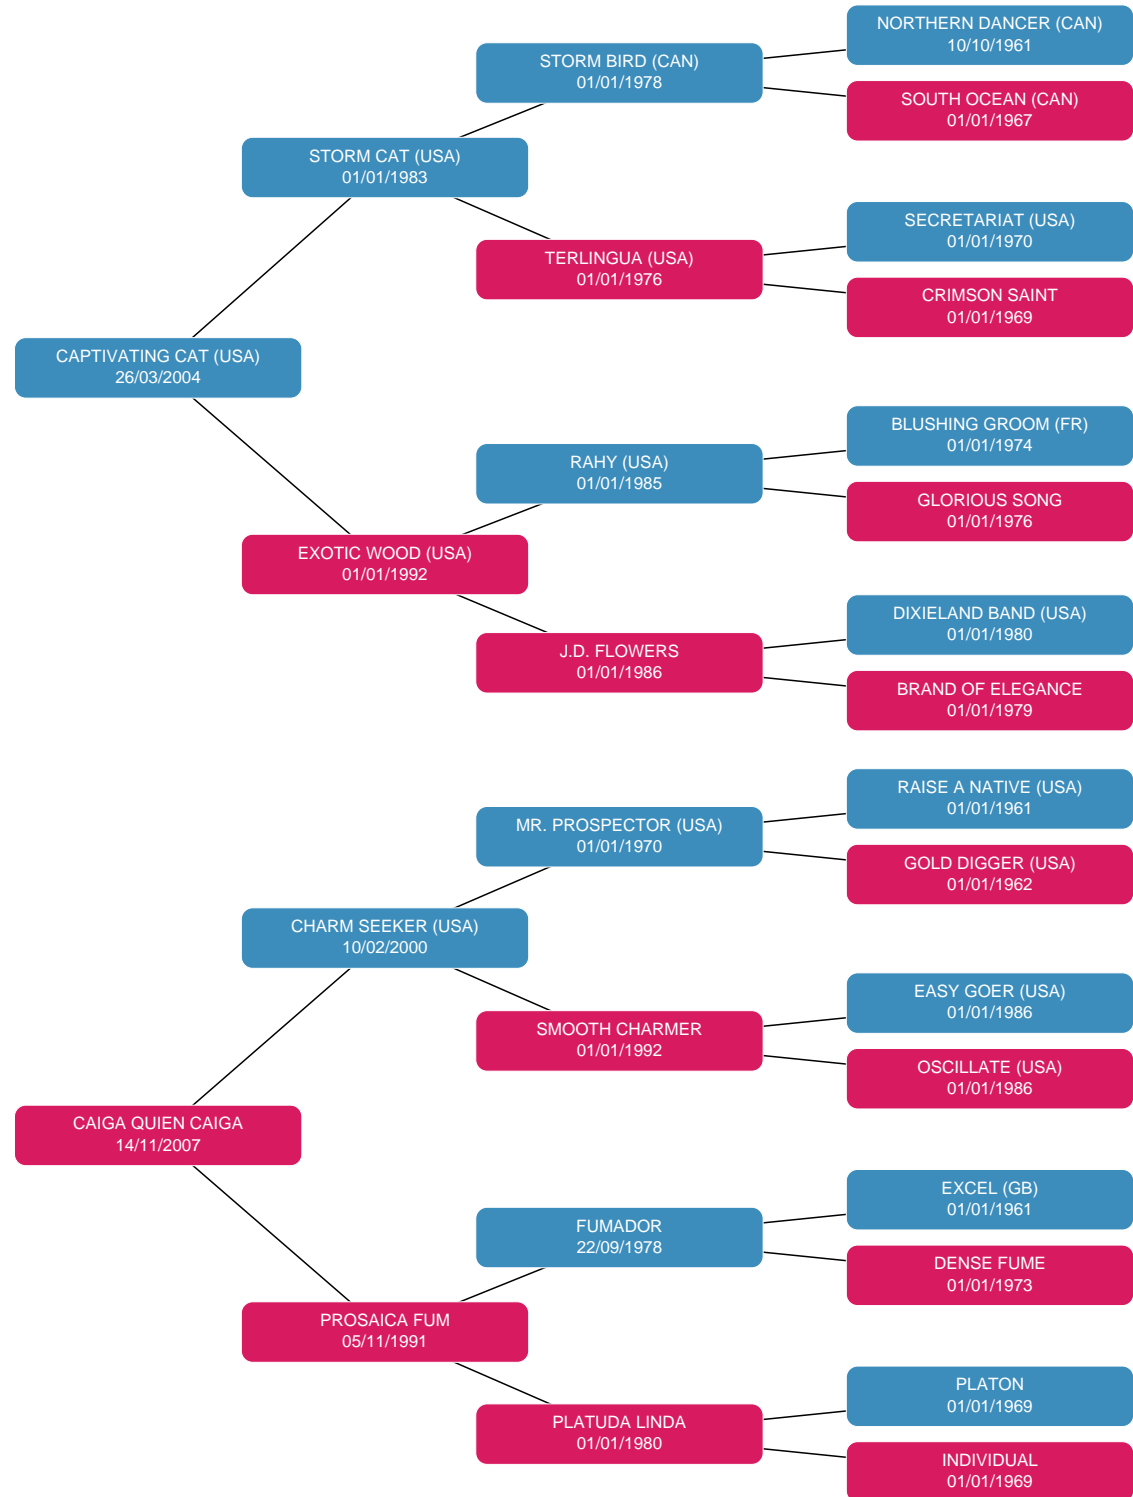 NORTHERN DANCER (CAN)
10/10/1961
STORM BIRD (CAN)
01/01/1978
SOUTH OCEAN (CAN)
01/01/1967
STORM CAT (USA)
01/01/1983
SECRETARIAT (USA)
01/01/1970
TERLINGUA (USA)
01/01/1976
CRIMSON SAINT
01/01/1969
CAPTIVATING CAT (USA)
26/03/2004
BLUSHING GROOM (FR)
01/01/1974
RAHY (USA)
01/01/1985
GLORIOUS SONG
01/01/1976
EXOTIC WOOD (USA)
01/01/1992
DIXIELAND BAND (USA)
01/01/1980
J.D. FLOWERS
01/01/1986
BRAND OF ELEGANCE
01/01/1979
RAISE A NATIVE (USA)
01/01/1961
MR. PROSPECTOR (USA)
01/01/1970
GOLD DIGGER (USA)
01/01/1962
CHARM SEEKER (USA)
10/02/2000
EASY GOER (USA)
01/01/1986
SMOOTH CHARMER
01/01/1992
OSCILLATE (USA)
01/01/1986
CAIGA QUIEN CAIGA
14/11/2007
EXCEL (GB)
01/01/1961
FUMADOR
22/09/1978
DENSE FUME
01/01/1973
PROSAICA FUM
05/11/1991
PLATON
01/01/1969
PLATUDA LINDA
01/01/1980
INDIVIDUAL
01/01/1969